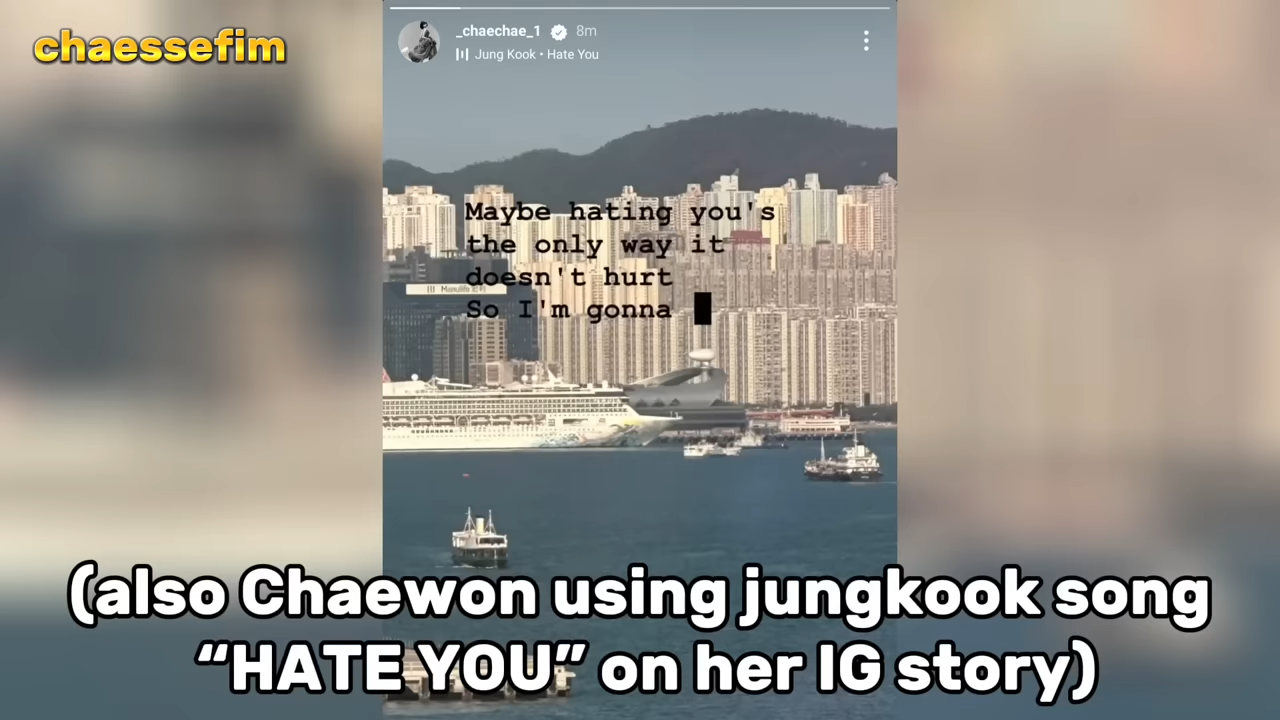 chaessefim
_chaechae_1 8m
Jung Kook • Hate You
Maybe hating you's
the only way it
doesn't hurt
So I'm gonna
Manulife
(also Chaewon using jungkook song
“HATE YOU” on her IG story)